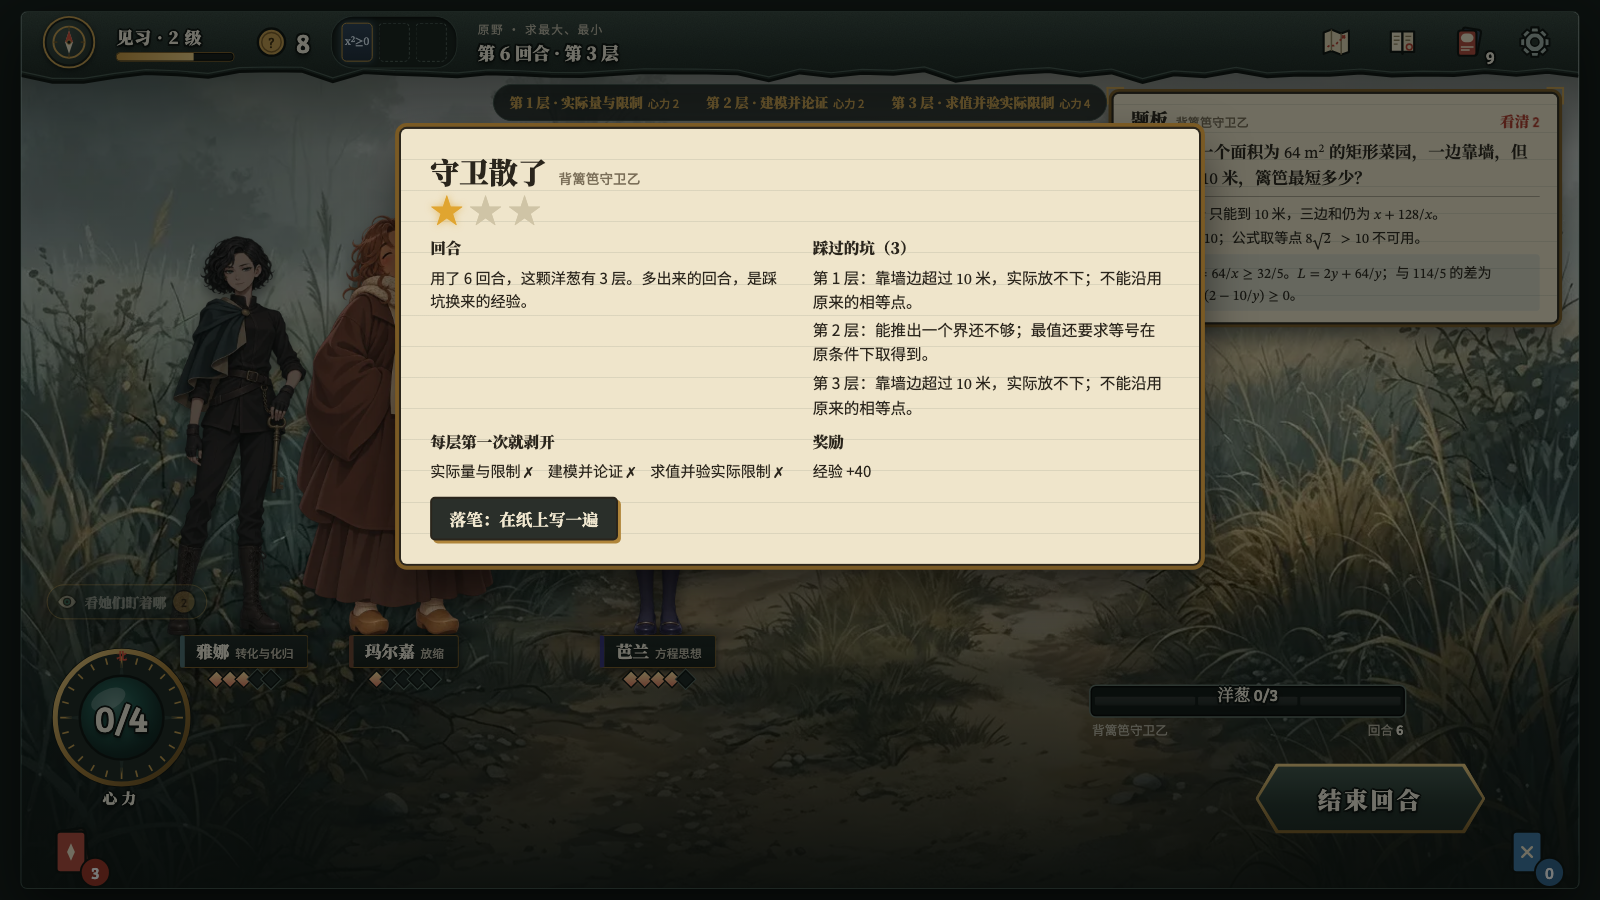 见习 · 2 级
8
x²≥0
原野 · 求最大、最小
第 6 回合 · 第 3 层
9
第 1 层 · 实际量与限制 心力 2
第 2 层 · 建模并论证 心力 2
第 3 层 · 求值并验实际限制 心力 4
题板 背篱笆守卫乙
看清 2
一个面积为 64 m² 的矩形菜园，一边靠墙，但
10 米，篱笆最短多少？
只能到 10 米，三边和仍为 x + 128/x。
10；公式取等点 8√2 > 10 不可用。
= 64/x ≥ 32/5。L = 2y + 64/y；与 114/5 的差为
(2 − 10/y) ≥ 0。
守卫散了 背篱笆守卫乙
回合
用了 6 回合，这颗洋葱有 3 层。多出来的回合，是踩
坑换来的经验。
踩过的坑（3）
第 1 层：靠墙边超过 10 米，实际放不下；不能沿用
原来的相等点。
第 2 层：能推出一个界还不够；最值还要求等号在
原条件下取得到。
第 3 层：靠墙边超过 10 米，实际放不下；不能沿用
原来的相等点。
每层第一次就剥开
实际量与限制✗ 建模并论证✗ 求值并验实际限制✗
奖励
经验 +40
落笔：在纸上写一遍
看她们盯着哪 2
雅娜 转化与化归
玛尔嘉 放缩
芭兰 方程思想
0/4
心力
洋葱 0/3
背篱笆守卫乙
回合 6
结束回合
3
0